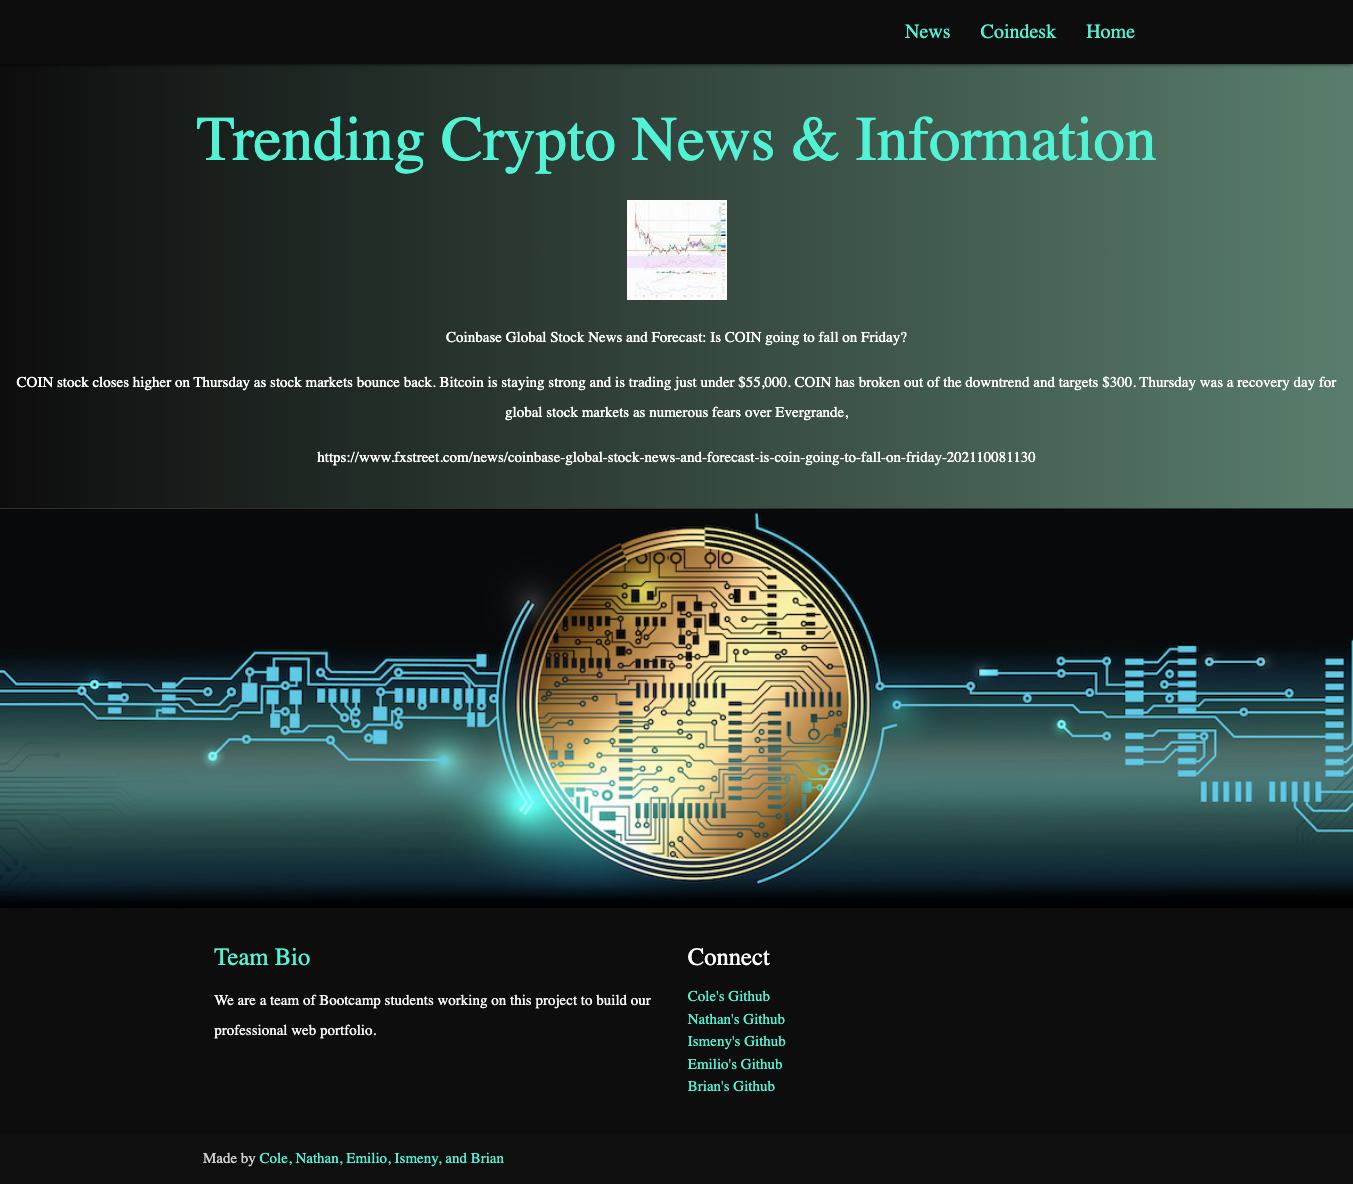 News Coindesk Home
Trending Crypto News & Information
Coinbase Global Stock News and Forecast: Is COIN going to fall on Friday?
COIN stock closes higher on Thursday as stock markets bounce back. Bitcoin is staying strong and is trading just under $55,000. COIN has broken out of the downtrend and targets $300. Thursday was a recovery day for
global stock markets as numerous fears over Evergrande,
https://www.fxstreet.com/news/coinbase-global-stock-news-and-forecast-is-coin-going-to-fall-on-friday-202110081130
Team Bio
We are a team of Bootcamp students working on this project to build our
professional web portfolio.
Connect
Cole's Github
Nathan's Github
Ismeny's Github
Emilio's Github
Brian's Github
Made by Cole, Nathan, Emilio, Ismeny, and Brian